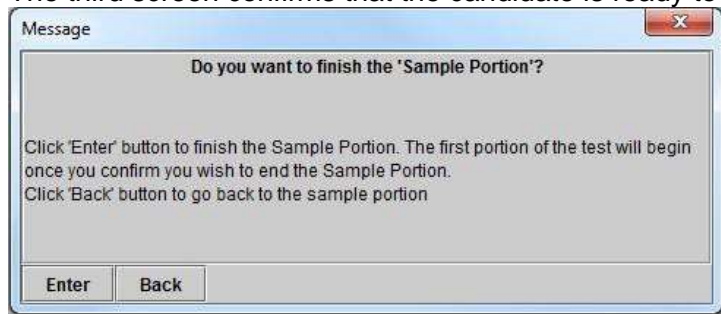 The third screen confirms that the candidate is ready to
Message
Do you want to finish the 'Sample Portion'?
Click 'Enter' button to finish the Sample Portion. The first portion of the test will begin
once you confirm you wish to end the Sample Portion.
Click 'Back' button to go back to the sample portion
Enter Back